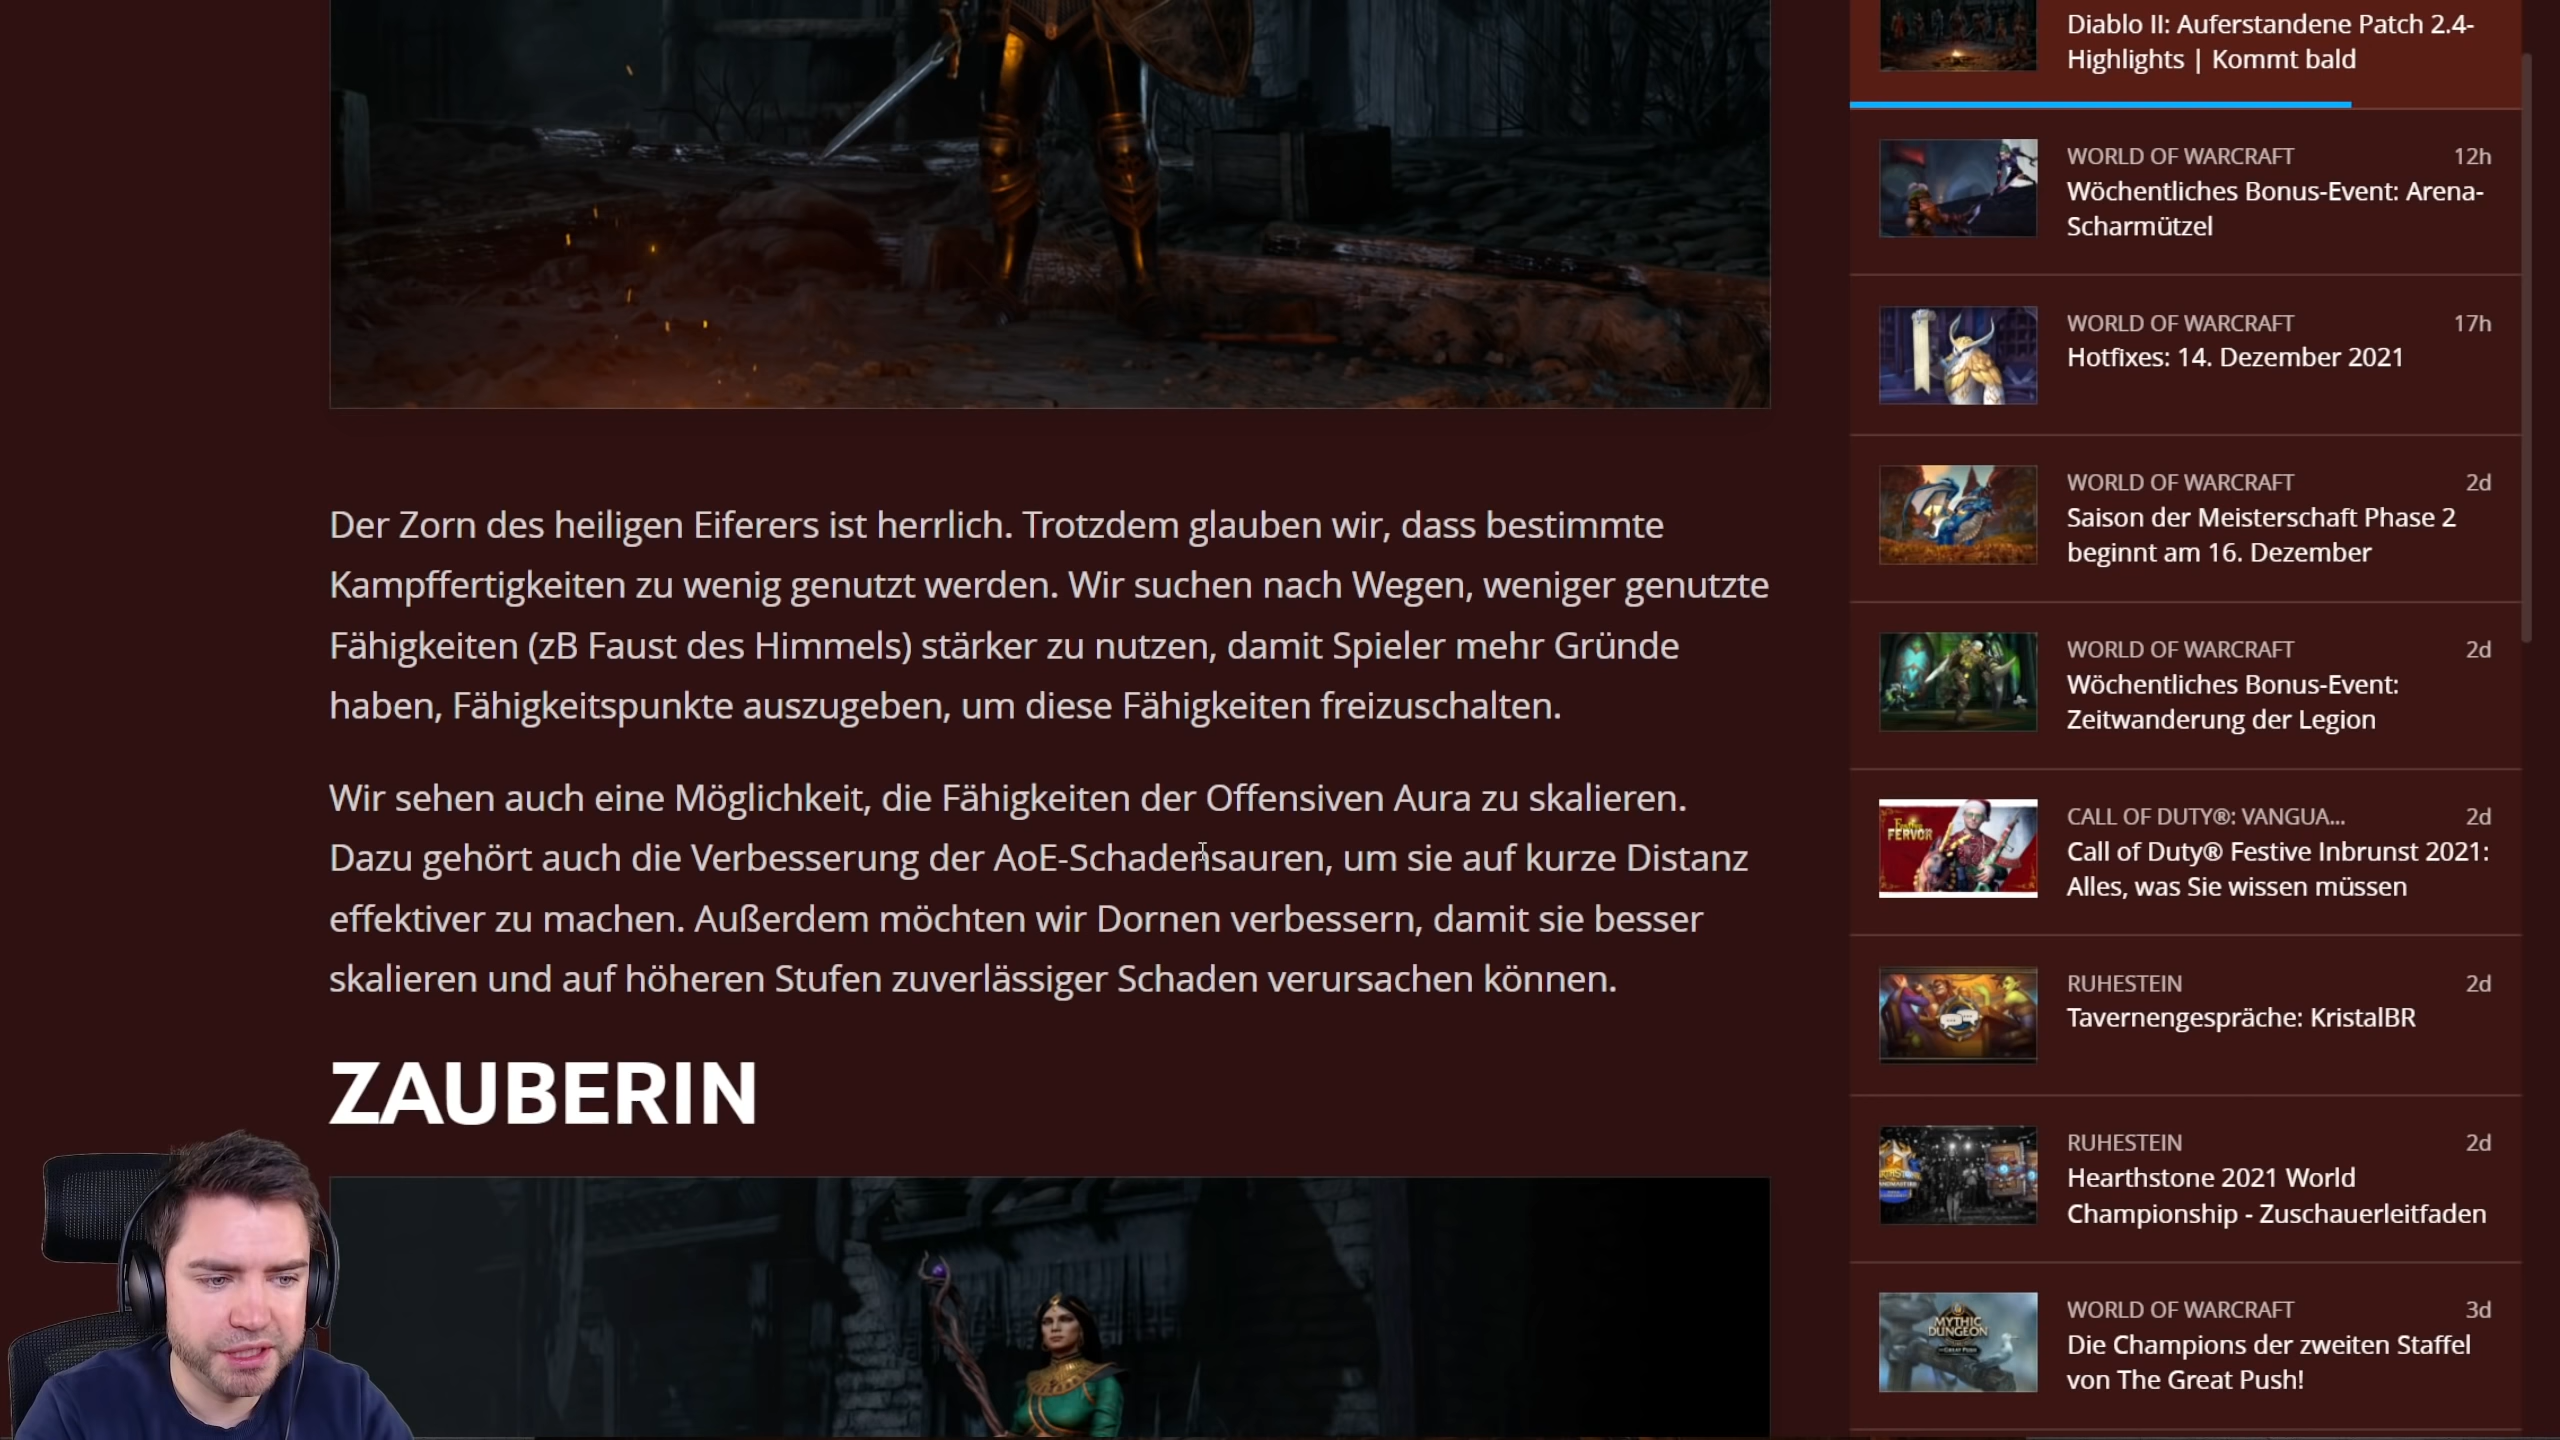 Der Zorn des heiligen Eiferers ist herrlich. Trotzdem glauben wir, dass bestimmte
Kampffertigkeiten zu wenig genutzt werden. Wir suchen nach Wegen, weniger genutzte
Fähigkeiten (zB Faust des Himmels) stärker zu nutzen, damit Spieler mehr Gründe
haben, Fähigkeitspunkte auszugeben, um diese Fähigkeiten freizuschalten.
Wir sehen auch eine Möglichkeit, die Fähigkeiten der Offensiven Aura zu skalieren.
Dazu gehört auch die Verbesserung der AoE-Schadensauren, um sie auf kurze Distanz
effektiver zu machen. Außerdem möchten wir Dornen verbessern, damit sie besser
skalieren und auf höheren Stufen zuverlässiger Schaden verursachen können.
ZAUBERIN
Diablo II: Auferstandene Patch 2.4-
Highlights | Kommt bald
WORLD OF WARCRAFT 12h
Wöchentliches Bonus-Event: Arena-
Scharmützel
WORLD OF WARCRAFT 17h
Hotfixes: 14. Dezember 2021
WORLD OF WARCRAFT 2d
Saison der Meisterschaft Phase 2
beginnt am 16. Dezember
WORLD OF WARCRAFT 2d
Wöchentliches Bonus-Event:
Zeitwanderung der Legion
FERVOR
CALL OF DUTY®: VANGUA... 2d
Call of Duty® Festive Inbrunst 2021:
Alles, was Sie wissen müssen
RUHESTEIN 2d
Tavernengespräche: KristalBR
RUHESTEIN 2d
Hearthstone 2021 World
Championship - Zuschauerleitfaden
MYTHIC
DUNGEON
WORLD OF WARCRAFT 3d
Die Champions der zweiten Staffel
von The Great Push!